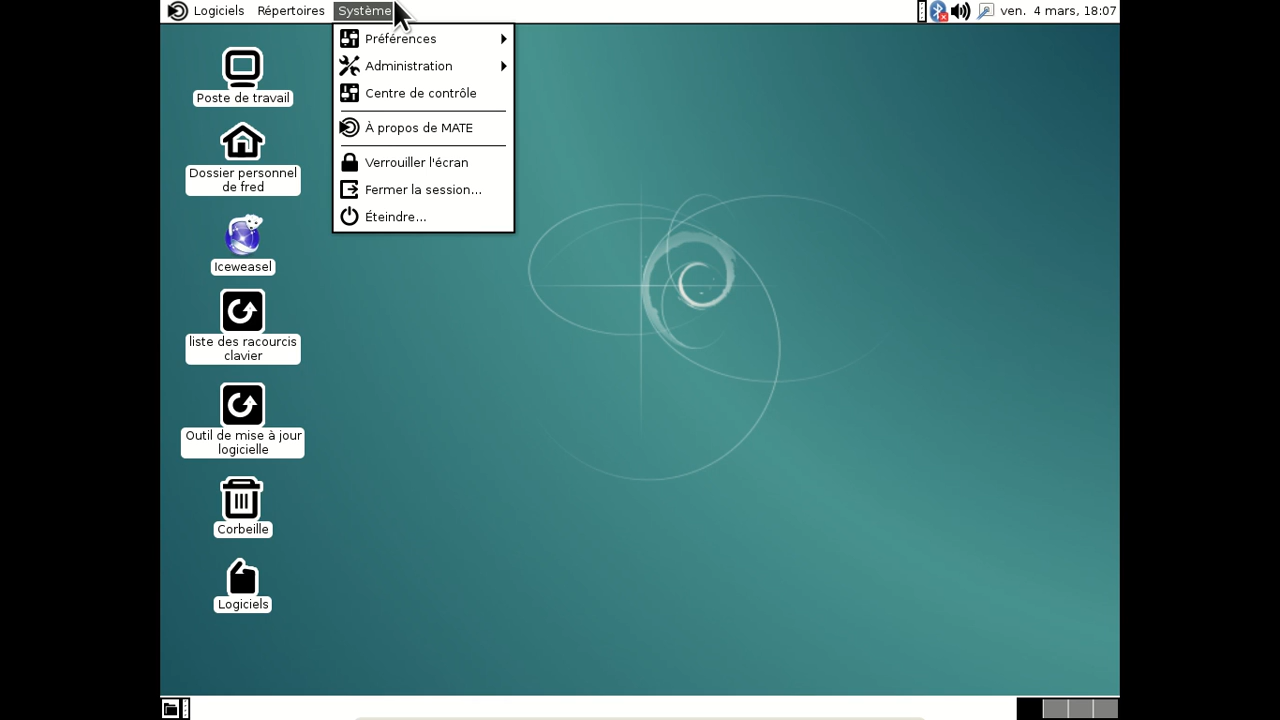 Logiciels Répertoires Système
ven. 4 mars, 18:07
Préférences
Administration
Centre de contrôle
À propos de MATE
Verrouiller l'écran
Fermer la session...
Éteindre...
Poste de travail
Dossier personnel
de fred
Iceweasel
liste des racourcis
clavier
Outil de mise à jour
logicielle
Corbeille
Logiciels